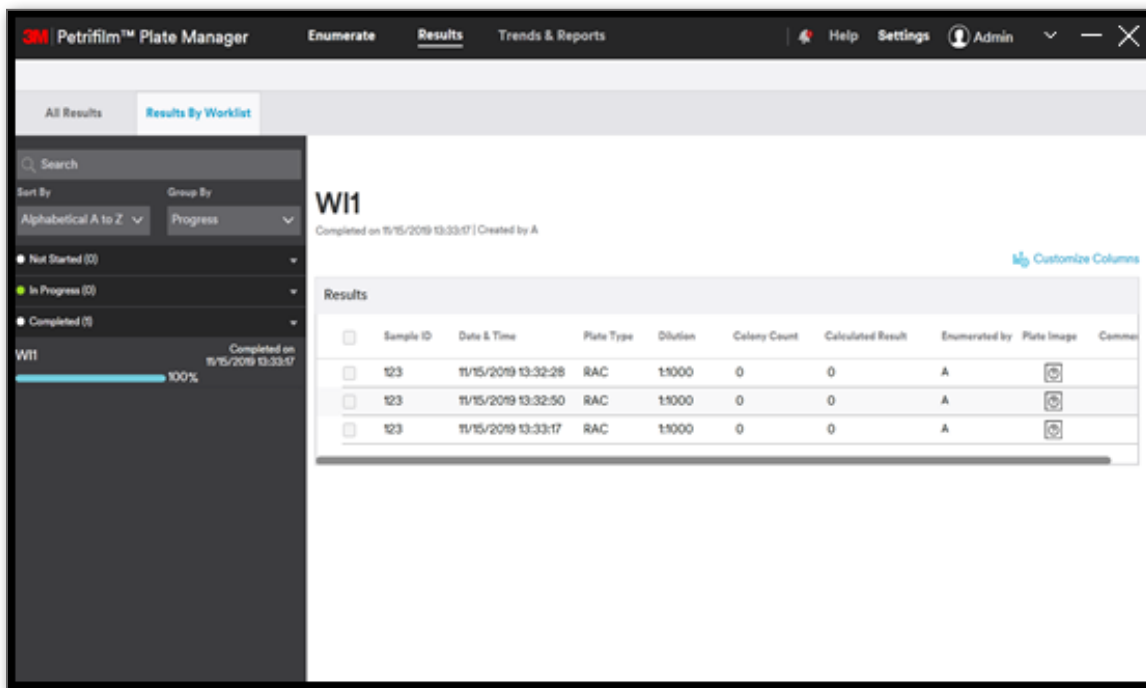 3M Petrifilm™ Plate Manager Enumerate Results Trends & Reports Help Settings Admin
All Results Results By Worklist
Search
Sort By Group By
Alphabetical A to Z Progress
Not Started (0)
In Progress (0)
Completed (1)
WI1 Completed on
11/15/2019 13:33:17
100%
WI1
Completed on 11/15/2019 13:33:17 | Created by A
Customize Columns
Results
Sample ID Date & Time Plate Type Dilution Colony Count Calculated Result Enumerated by Plate Image Commen
123 11/15/2019 13:32:28 RAC 1:1000 0 0 A
123 11/15/2019 13:32:50 RAC 1:1000 0 0 A
123 11/15/2019 13:33:17 RAC 1:1000 0 0 A